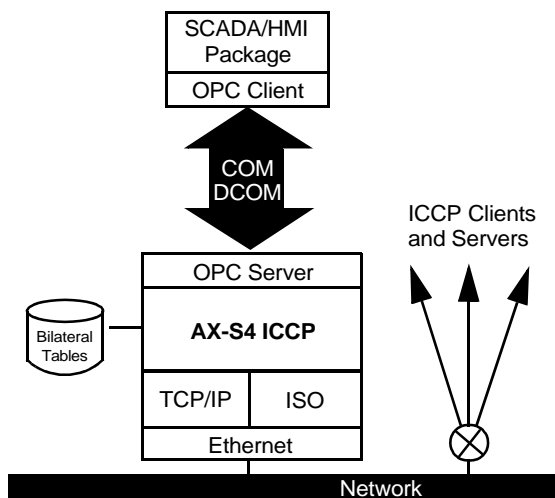 SCADA/HMI
Package
OPC Client
COM
DCOM
ICCP Clients
and Servers
OPC Server
AX-S4 ICCP
Bilateral
Tables
TCP/IP
ISO
Ethernet
Network